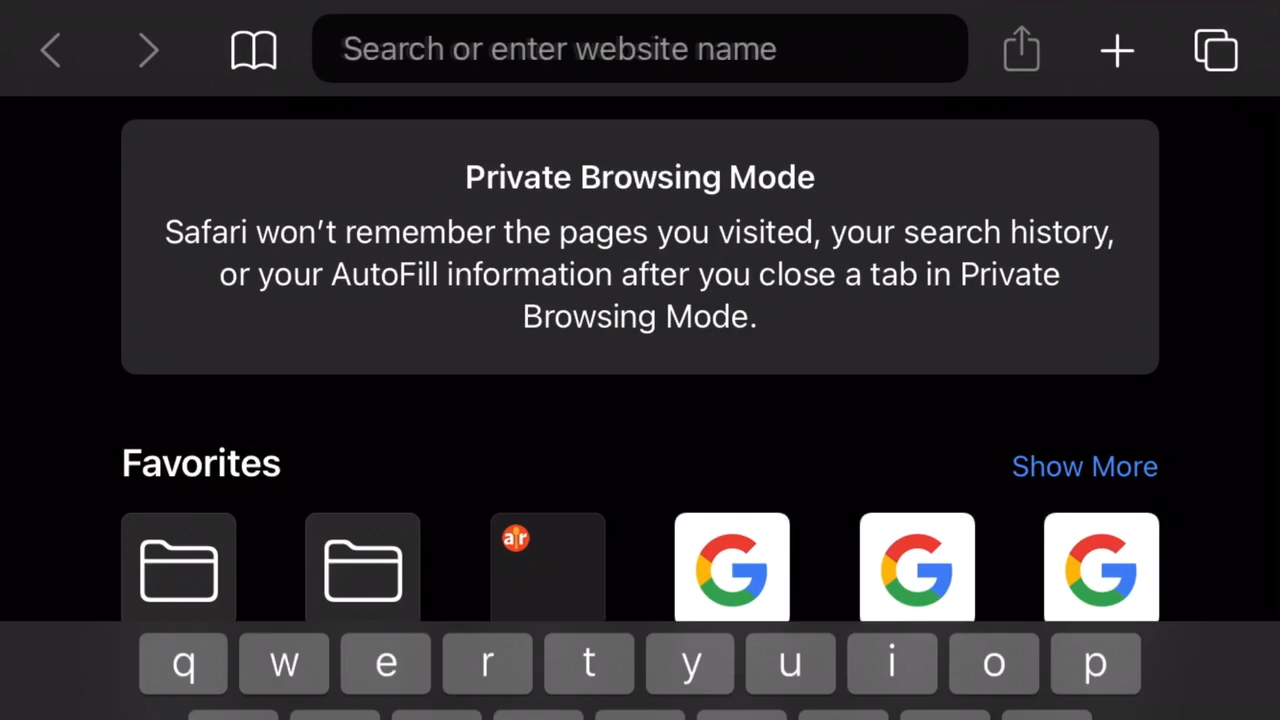 Search or enter website name
Private Browsing Mode
Safari won’t remember the pages you visited, your search history,
or your AutoFill information after you close a tab in Private
Browsing Mode.
Favorites
Show More
a|r
G G G
q w e r t y u i o p